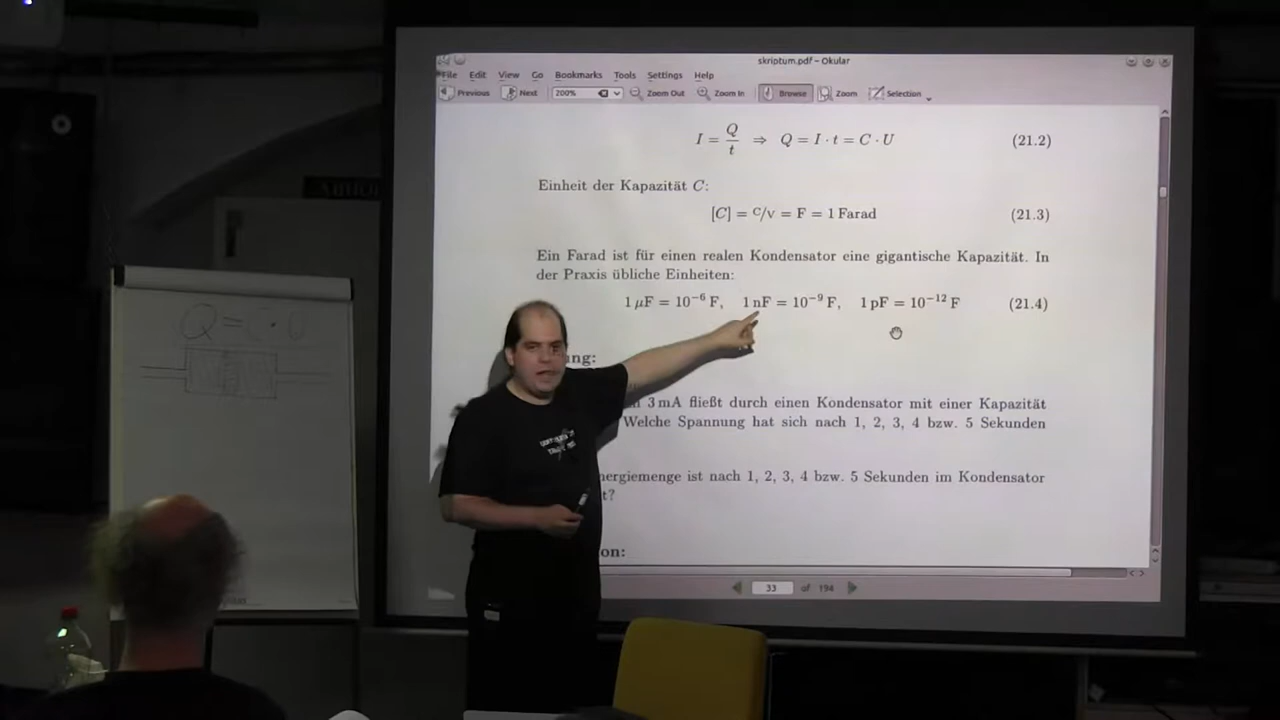 skriptum.pdf – Okular
File Edit View Go Bookmarks Tools Settings Help
Previous Next 200% Zoom Out Zoom In Browse Zoom Selection
I = Q/t ⇒ Q = I · t = C · U (21.2)
Einheit der Kapazität C:
[C] = C/V = F = 1 Farad (21.3)
Ein Farad ist für einen realen Kondensator eine gigantische Kapazität. In
der Praxis übliche Einheiten:
1 μF = 10⁻⁶ F, 1 nF = 10⁻⁹ F, 1 pF = 10⁻¹² F (21.4)
ng:
3 mA fließt durch einen Kondensator mit einer Kapazität
Welche Spannung hat sich nach 1, 2, 3, 4 bzw. 5 Sekunden
nergiemenge ist nach 1, 2, 3, 4 bzw. 5 Sekunden im Kondensator
t?
on:
33 of 194
Q = C · U